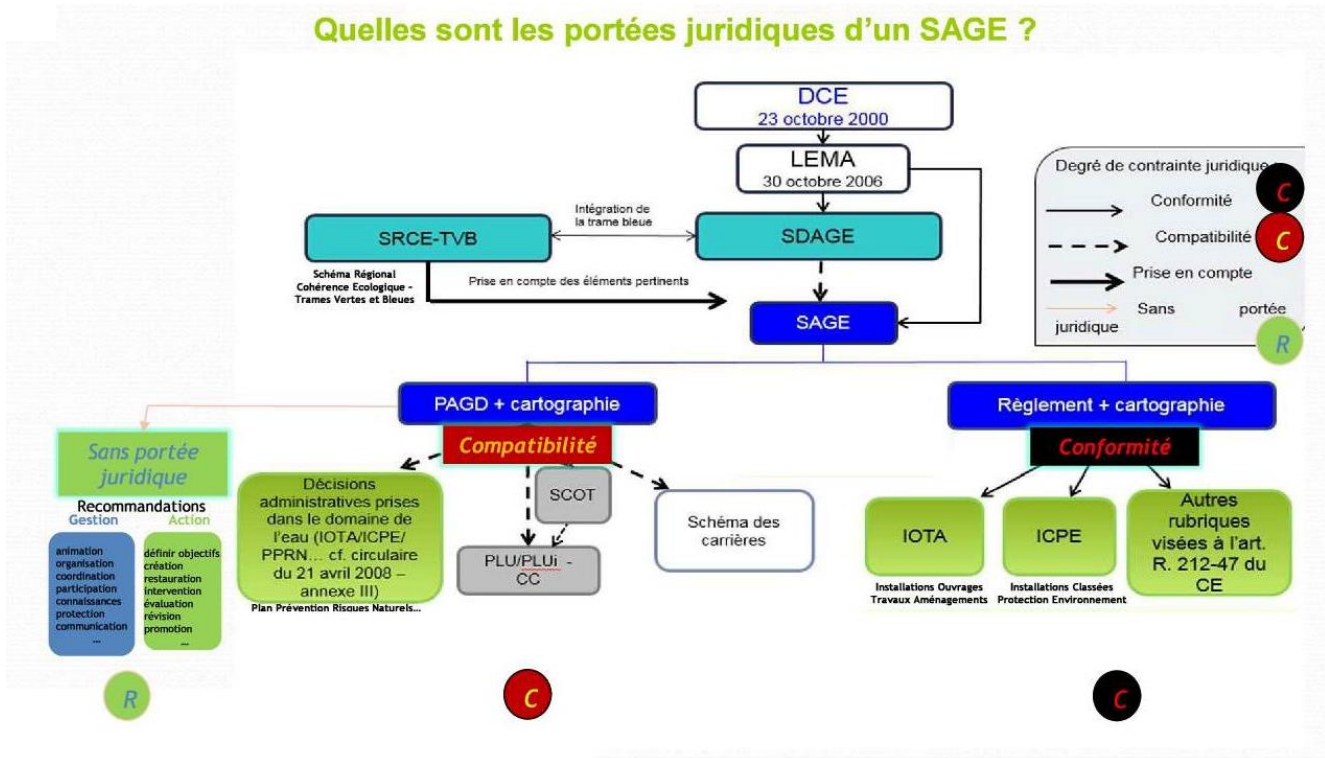 Quelles sont les portées juridiques d'un SAGE ?
DCE
23 octobre 2000
LEMA
30 octobre 2006
Degré de contrainte juridique
Conformité
C
Compatibilité
C
Prise en compte
Sans portée
juridique
R
Intégration de
la trame bleue
SRCE-TVB
SDAGE
Schéma Régional
Cohérence Ecologique -
Trames Vertes et Bleues
Prise en compte des éléments pertinents
SAGE
PAGD + cartographie
Règlement + cartographie
Compatibilité
Conformité
Sans portée
juridique
Recommandations
Gestion
Action
animation
organisation
coordination
participation
connaissances
protection
communication
...
définir objectifs
création
restauration
intervention
évaluation
révision
promotion
...
Décisions
administratives prises
dans le domaine de
l'eau (IOTA/ICPE/
PPRN... cf. circulaire
du 21 avril 2008 –
annexe III)
Plan Prévention Risques Naturels...
SCOT
PLU/PLUi -
CC
Schéma des
carrières
IOTA
Installations Ouvrages
Travaux Aménagements
ICPE
Installations Classées
Protection Environnement
Autres
rubriques
visées à l'art.
R. 212-47 du
CE
R
C
C